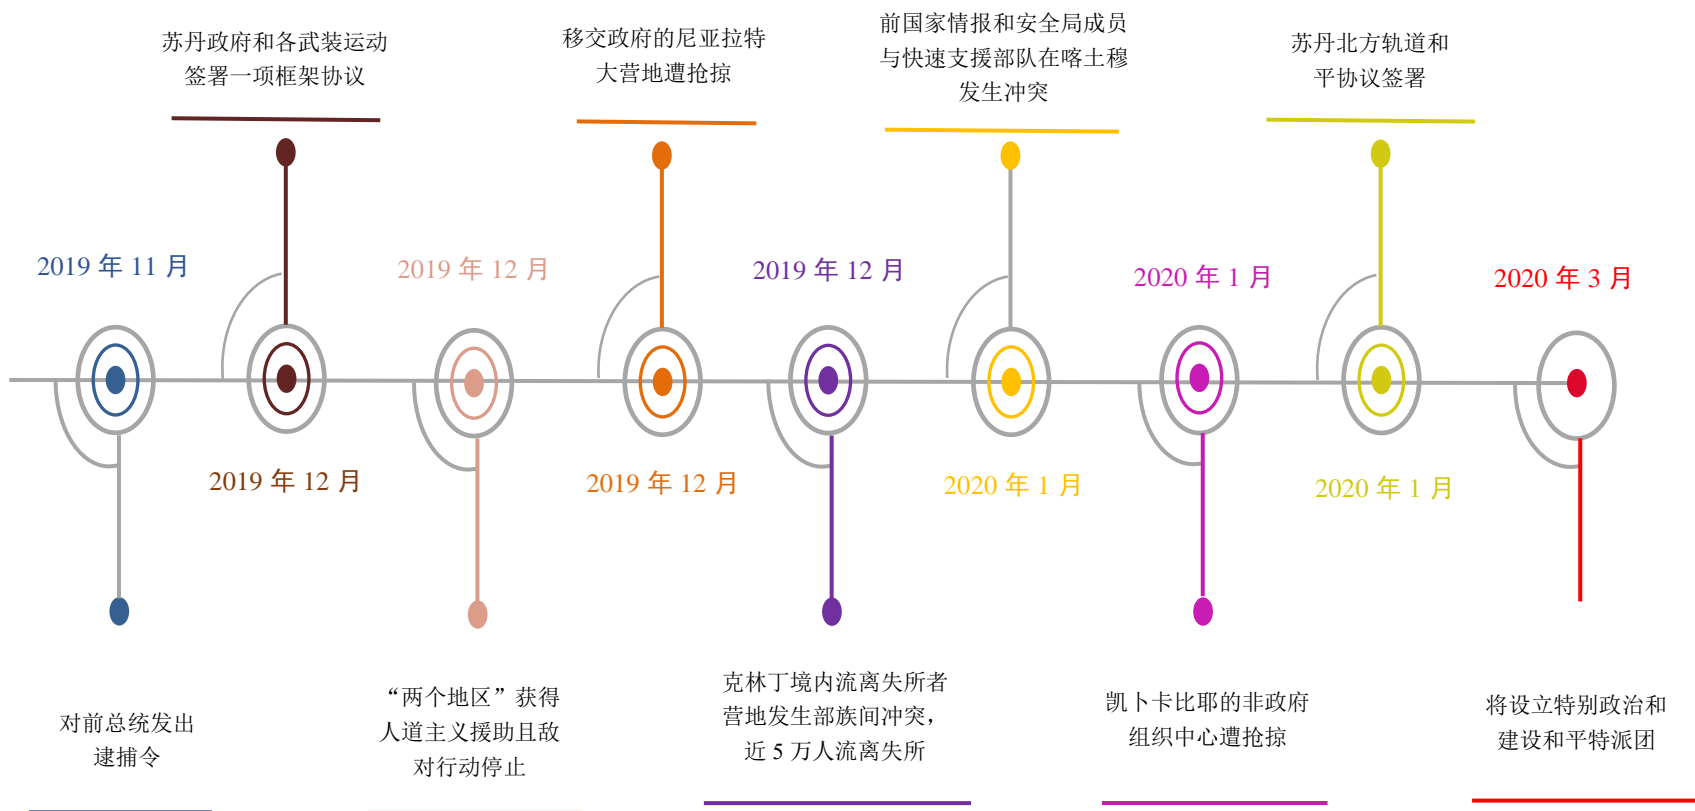 苏丹政府和各武装运动
签署一项框架协议
移交政府的尼亚拉特
大营地遭抢掠
前国家情报和安全局成员
与快速支援部队在喀土穆
发生冲突
苏丹北方轨道和
平协议签署
2019 年 11 月
2019 年 12 月
2019 年 12 月
2020 年 1 月
2020 年 3 月
2019 年 12 月
2019 年 12 月
2020 年 1 月
2020 年 1 月
对前总统发出
逮捕令
“两个地区”获得
人道主义援助且敌
对行动停止
克林丁境内流离失所者
营地发生部族间冲突，
近 5 万人流离失所
凯卜卡比耶的非政府
组织中心遭抢掠
将设立特别政治和
建设和平特派团